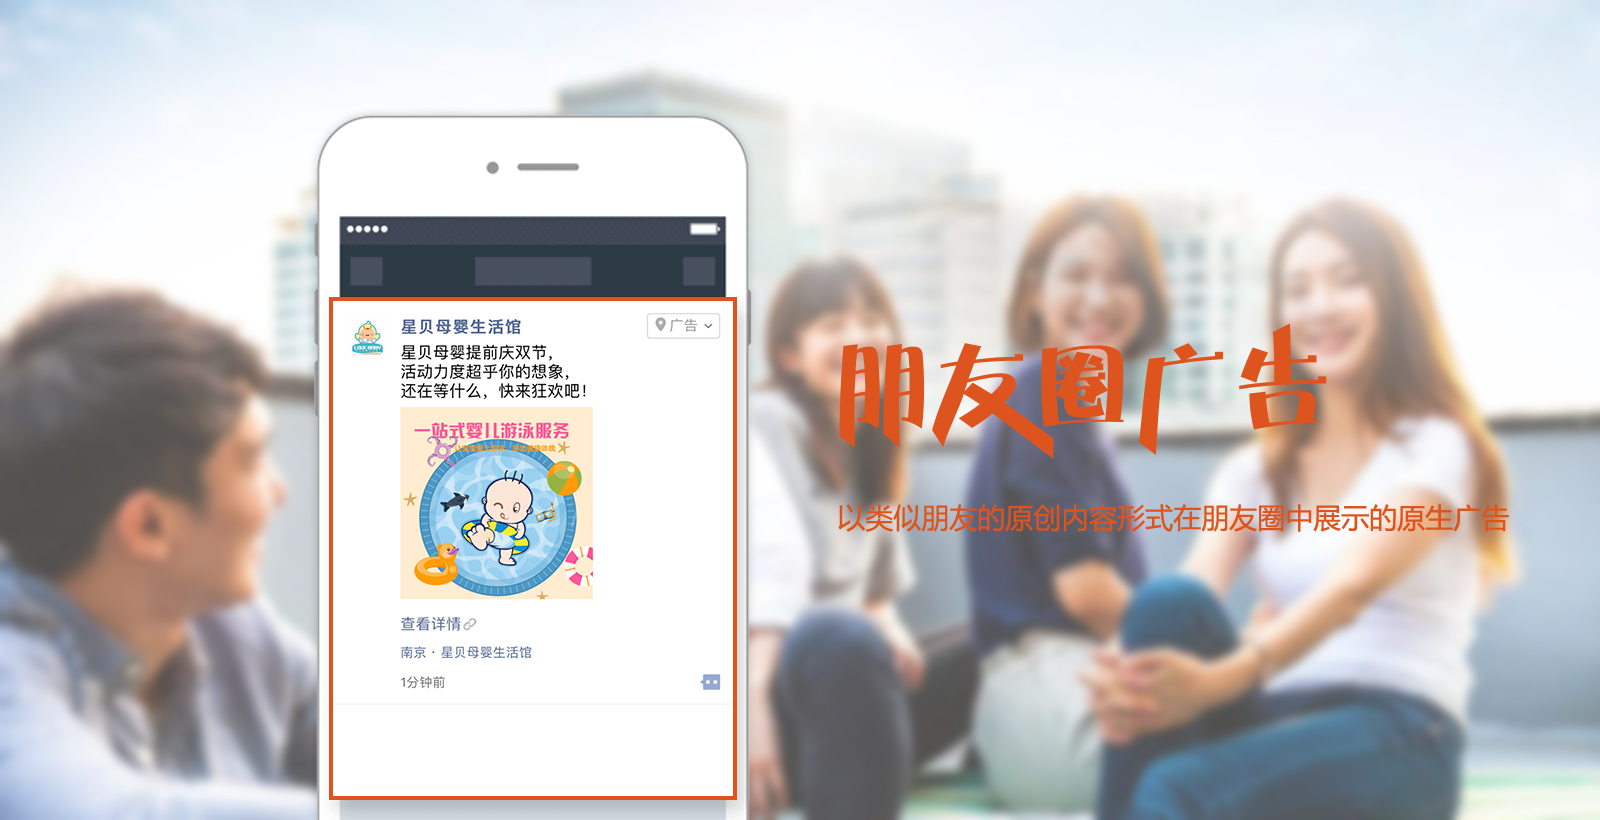 星贝母婴生活馆
广告
星贝母婴提前庆双节，
活动力度超乎你的想象，
还在等什么，快来狂欢吧！
LOVE BABY
一站式婴儿游泳服务
查看详情
南京·星贝母婴生活馆
1分钟前
朋友圈广告
以类似朋友的原创内容形式在朋友圈中展示的原生广告